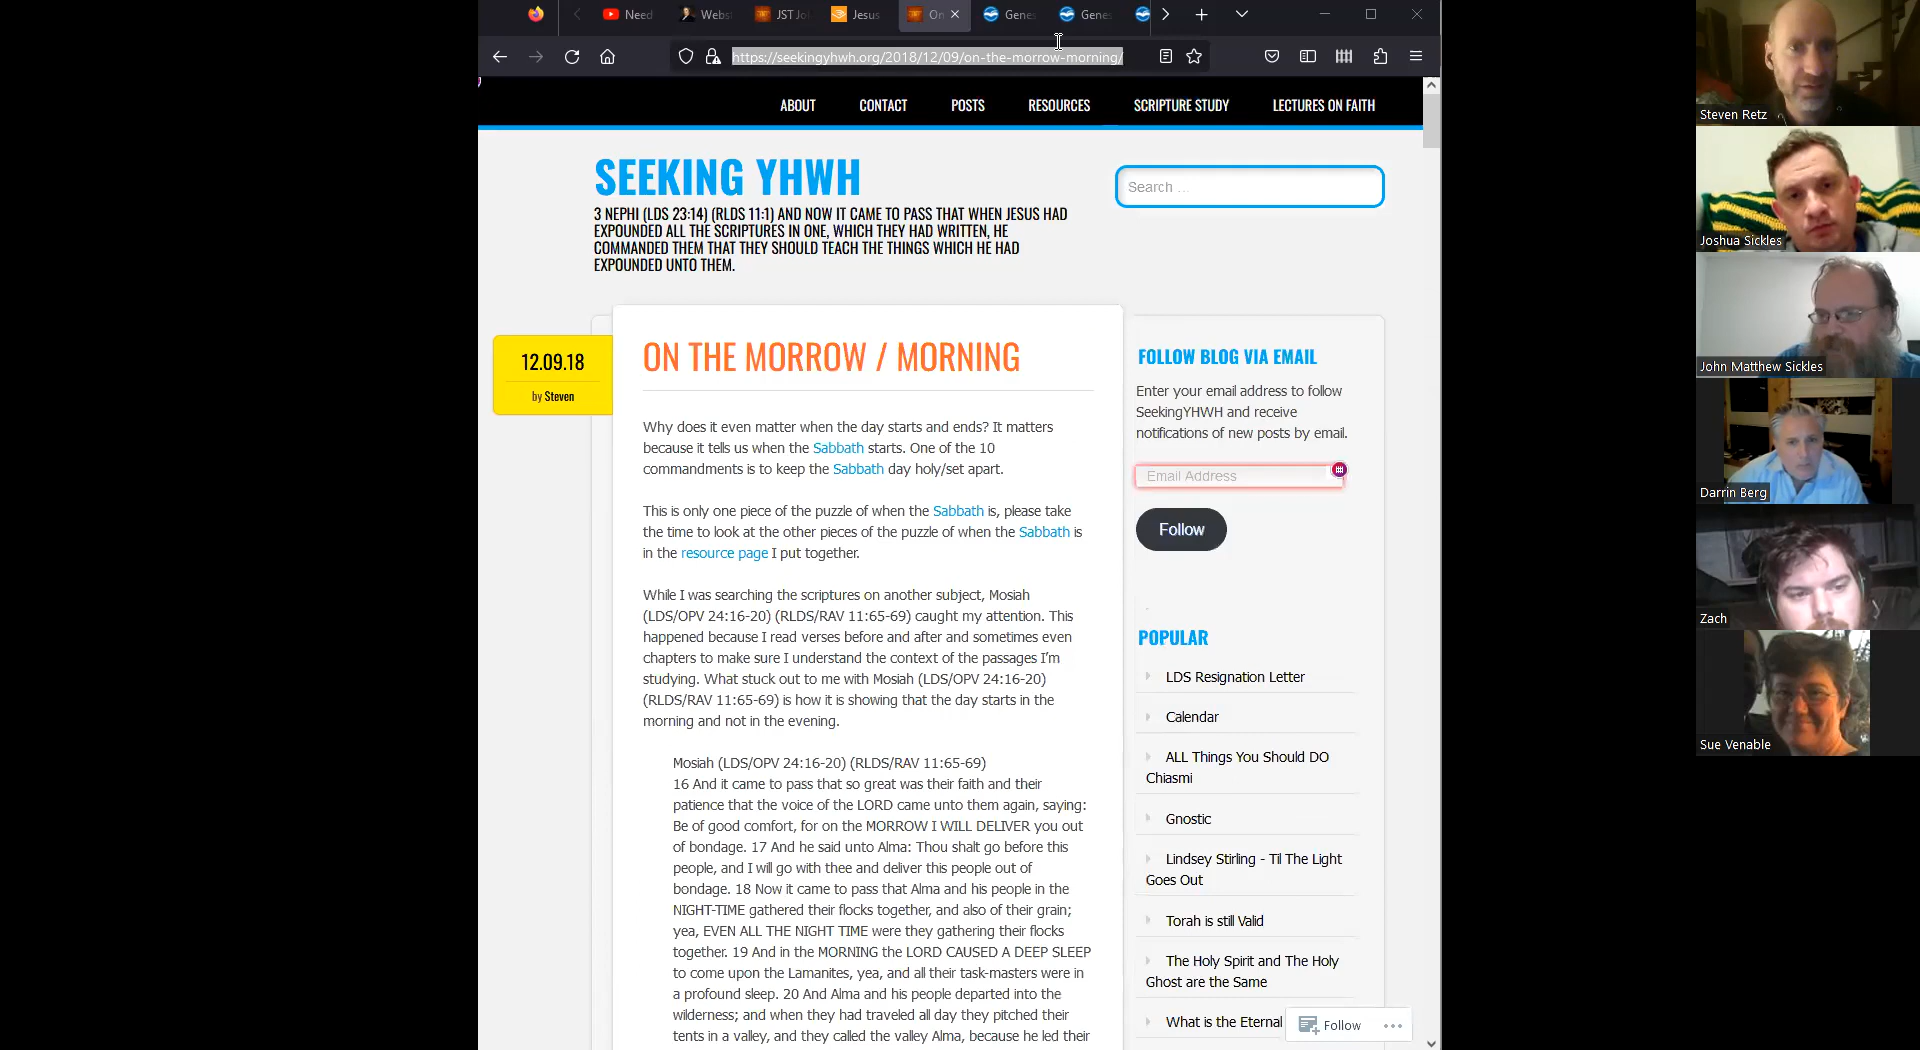 Need
Webst
JST Jo
Jesus
On
Genes
Genes
https://seekingyhwh.org/2018/12/09/on-the-morrow-morning/
ABOUT CONTACT POSTS RESOURCES SCRIPTURE STUDY LECTURES ON FAITH
SEEKING YHWH
3 NEPHI (LDS 23:14) (RLDS 11:1) AND NOW IT CAME TO PASS THAT WHEN JESUS HAD
EXPOUNDED ALL THE SCRIPTURES IN ONE, WHICH THEY HAD WRITTEN, HE
COMMANDED THEM THAT THEY SHOULD TEACH THE THINGS WHICH HE HAD
EXPOUNDED UNTO THEM.
Search …
12.09.18
by Steven
ON THE MORROW / MORNING
Why does it even matter when the day starts and ends? It matters
because it tells us when the Sabbath starts. One of the 10
commandments is to keep the Sabbath day holy/set apart.
This is only one piece of the puzzle of when the Sabbath is, please take
the time to look at the other pieces of the puzzle of when the Sabbath is
in the resource page I put together.
While I was searching the scriptures on another subject, Mosiah
(LDS/OPV 24:16-20) (RLDS/RAV 11:65-69) caught my attention. This
happened because I read verses before and after and sometimes even
chapters to make sure I understand the context of the passages I'm
studying. What stuck out to me with Mosiah (LDS/OPV 24:16-20)
(RLDS/RAV 11:65-69) is how it is showing that the day starts in the
morning and not in the evening.
Mosiah (LDS/OPV 24:16-20) (RLDS/RAV 11:65-69)
16 And it came to pass that so great was their faith and their
patience that the voice of the LORD came unto them again, saying:
Be of good comfort, for on the MORROW I WILL DELIVER you out
of bondage. 17 And he said unto Alma: Thou shalt go before this
people, and I will go with thee and deliver this people out of
bondage. 18 Now it came to pass that Alma and his people in the
NIGHT-TIME gathered their flocks together, and also of their grain;
yea, EVEN ALL THE NIGHT TIME were they gathering their flocks
together. 19 And in the MORNING the LORD CAUSED A DEEP SLEEP
to come upon the Lamanites, yea, and all their task-masters were in
a profound sleep. 20 And Alma and his people departed into the
wilderness; and when they had traveled all day they pitched their
tents in a valley, and they called the valley Alma, because he led their
FOLLOW BLOG VIA EMAIL
Enter your email address to follow
SeekingYHWH and receive
notifications of new posts by email.
Email Address
Follow
POPULAR
LDS Resignation Letter
Calendar
ALL Things You Should DO
Chiasmi
Gnostic
Lindsey Stirling - Til The Light
Goes Out
Torah is still Valid
The Holy Spirit and The Holy
Ghost are the Same
What is the Eternal
Follow
Steven Retz
Joshua Sickles
John Matthew Sickles
Darrin Berg
Zach
Sue Venable